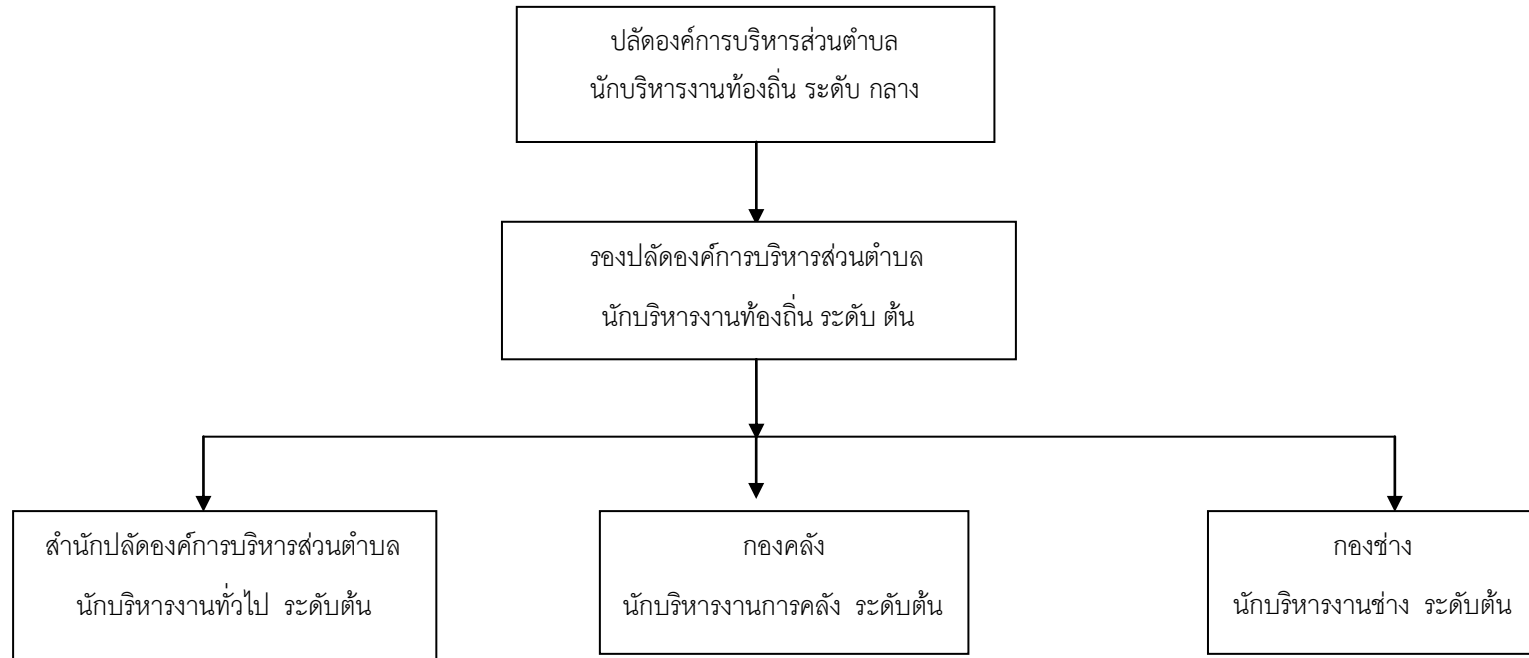 ปลัดองค์การบริหารส่วนตำบล
นักบริหารงานท้องถิ่น ระดับ กลาง
รองปลัดองค์การบริหารส่วนตำบล
นักบริหารงานท้องถิ่น ระดับ ต้น
สำนักปลัดองค์การบริหารส่วนตำบล
นักบริหารงานทั่วไป ระดับต้น
กองคลัง
นักบริหารงานการคลัง ระดับต้น
กองช่าง
นักบริหารงานช่าง ระดับต้น